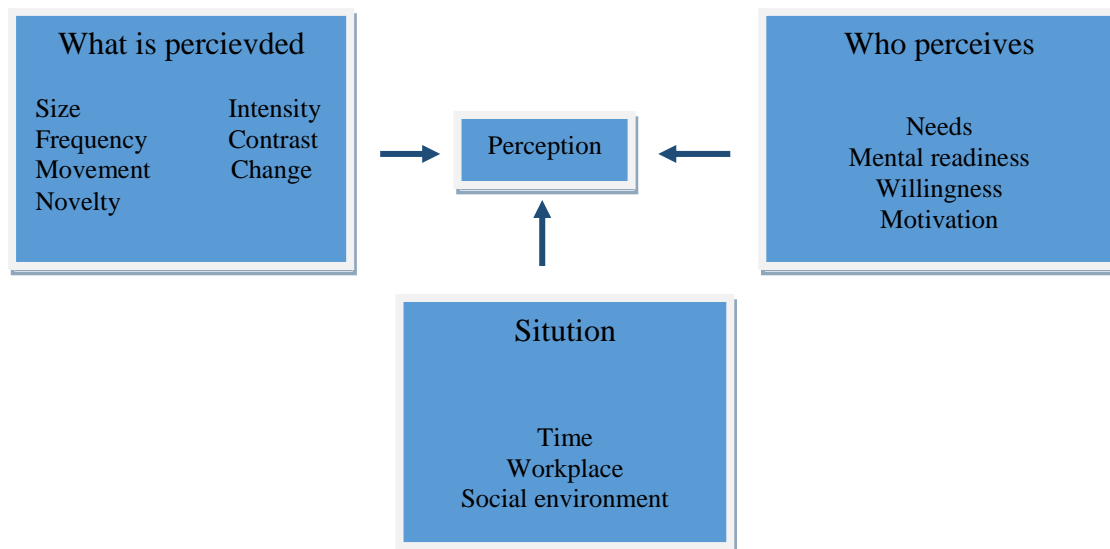 What is percievded
Size Intensity
Frequency Contrast
Movement Change
Novelty
Perception
Who perceives
Needs
Mental readiness
Willingness
Motivation
Sitution
Time
Workplace
Social environment